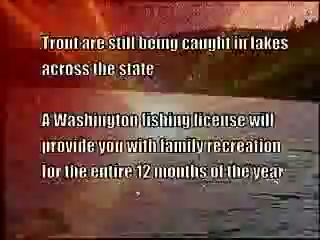 Trout are still being caught in lakes
across the state
A Washington fishing license will
provide you with family recreation
for the entire 12 months of the year